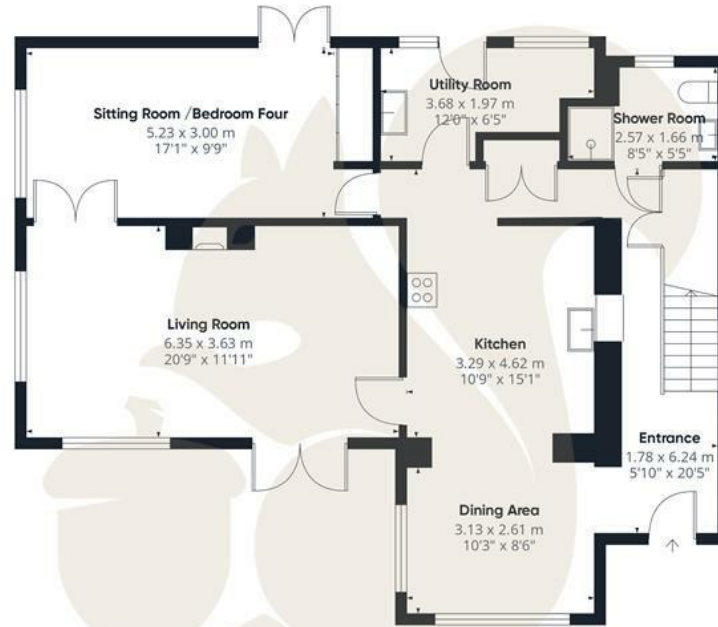 Sitting Room /Bedroom Four
5.23 x 3.00 m
17'1" x 9'9"
Utility Room
3.68 x 1.97 m
12'0" x 6'5"
Shower Room
2.57 x 1.66 m
8'5" x 5'5"
Living Room
6.35 x 3.63 m
20'9" x 11'11"
Kitchen
3.29 x 4.62 m
10'9" x 15'1"
Entrance
1.78 x 6.24 m
5'10" x 20'5"
Dining Area
3.13 x 2.61 m
10'3" x 8'6"